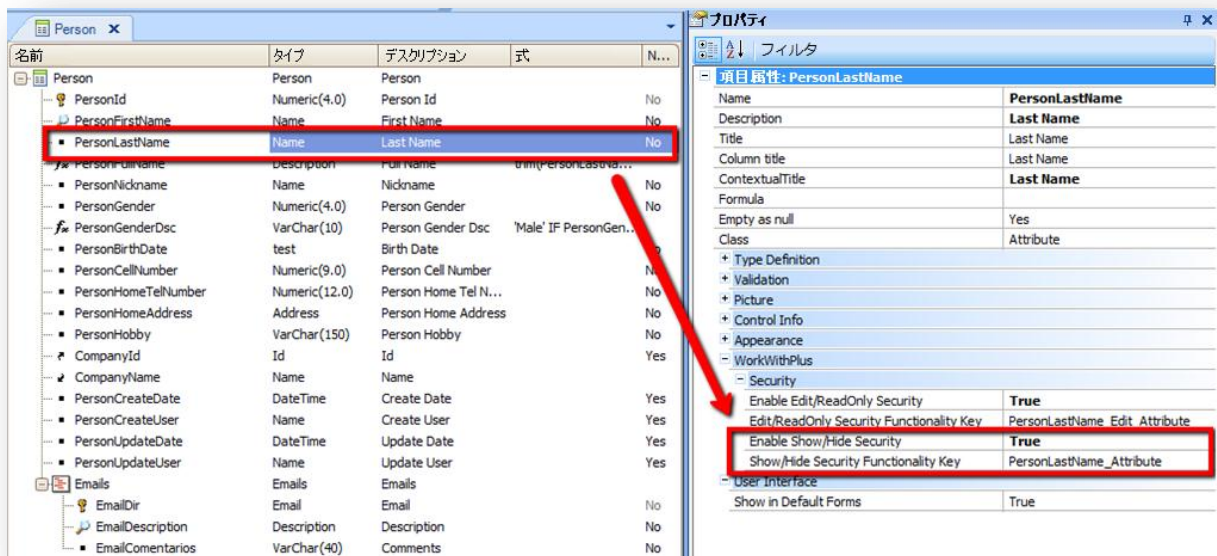 Person X
名前 タイプ デスクリプション 式 N...
Person Person Person
PersonId Numeric(4.0) Person Id No
PersonFirstName Name First Name No
PersonLastName Name Last Name No
PersonFullName Description Full Name trim(PersonLastNa...
PersonNickname Name Nickname No
PersonGender Numeric(4.0) Person Gender No
PersonGenderDsc VarChar(10) Person Gender Dsc 'Male' IF PersonGen...
PersonBirthDate test Birth Date
PersonCellNumber Numeric(9.0) Person Cell Number No
PersonHomeTelNumber Numeric(12.0) Person Home Tel N... No
PersonHomeAddress Address Person Home Address No
PersonHobby VarChar(150) Person Hobby No
CompanyId Id Id Yes
CompanyName Name Name
PersonCreateDate DateTime Create Date Yes
PersonCreateUser Name Create User Yes
PersonUpdateDate DateTime Update Date Yes
PersonUpdateUser Name Update User Yes
Emails Emails Emails
EmailDir Email Email No
EmailDescription Description Description No
EmailComentarios VarChar(40) Comments No
プロパティ
フィルタ
項目属性: PersonLastName
Name PersonLastName
Description Last Name
Title Last Name
Column title Last Name
ContextualTitle Last Name
Formula
Empty as null Yes
Class Attribute
Type Definition
Validation
Picture
Control Info
Appearance
WorkWithPlus
Security
Enable Edit/ReadOnly Security True
Edit/ReadOnly Security Functionality Key PersonLastName_Edit_Attribute
Enable Show/Hide Security True
Show/Hide Security Functionality Key PersonLastName_Attribute
User Interface
Show in Default Forms True